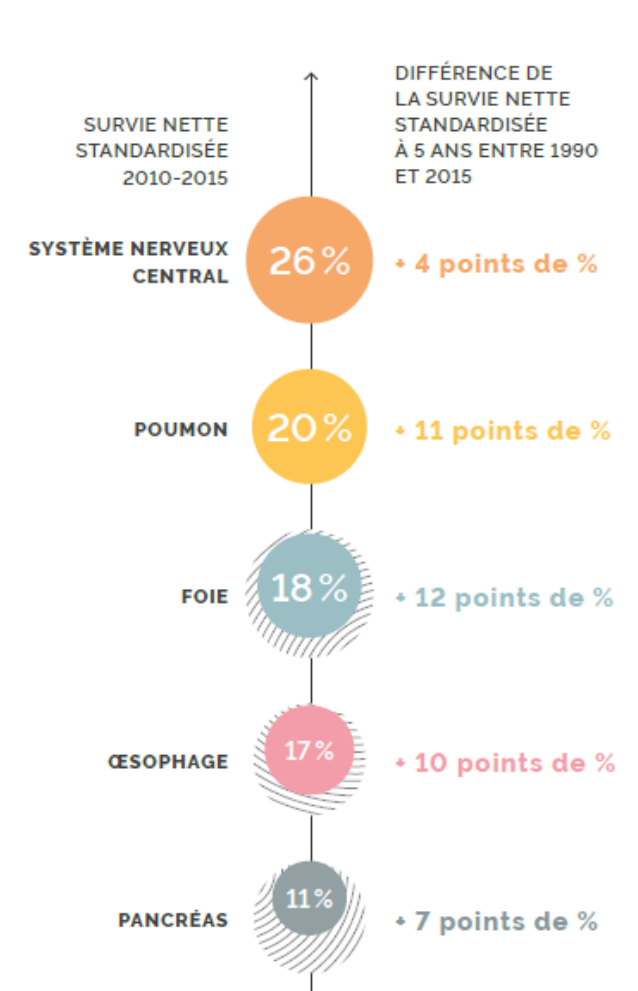 SURVIE NETTE
STANDARDISÉE
2010-2015
DIFFÉRENCE DE
LA SURVIE NETTE
STANDARDISÉE
À 5 ANS ENTRE 1990
ET 2015
SYSTÈME NERVEUX
CENTRAL
26 %
+ 4 points de %
POUMON
20 %
+ 11 points de %
FOIE
18 %
+ 12 points de %
ŒSOPHAGE
17 %
+ 10 points de %
PANCRÉAS
11 %
+ 7 points de %